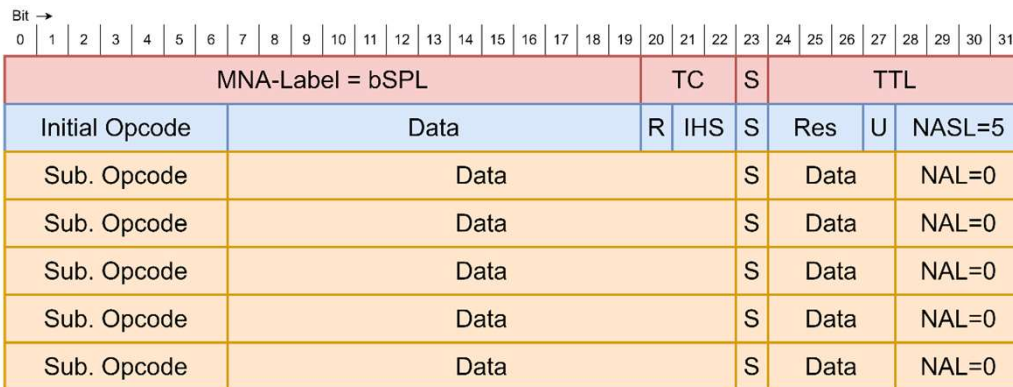 Bit →
0 1 2 3 4 5 6 7 8 9 10 11 12 13 14 15 16 17 18 19 20 21 22 23 24 25 26 27 28 29 30 31
MNA-Label = bSPL TC S TTL
Initial Opcode Data R IHS S Res U NASL=5
Sub. Opcode Data S Data NAL=0
Sub. Opcode Data S Data NAL=0
Sub. Opcode Data S Data NAL=0
Sub. Opcode Data S Data NAL=0
Sub. Opcode Data S Data NAL=0